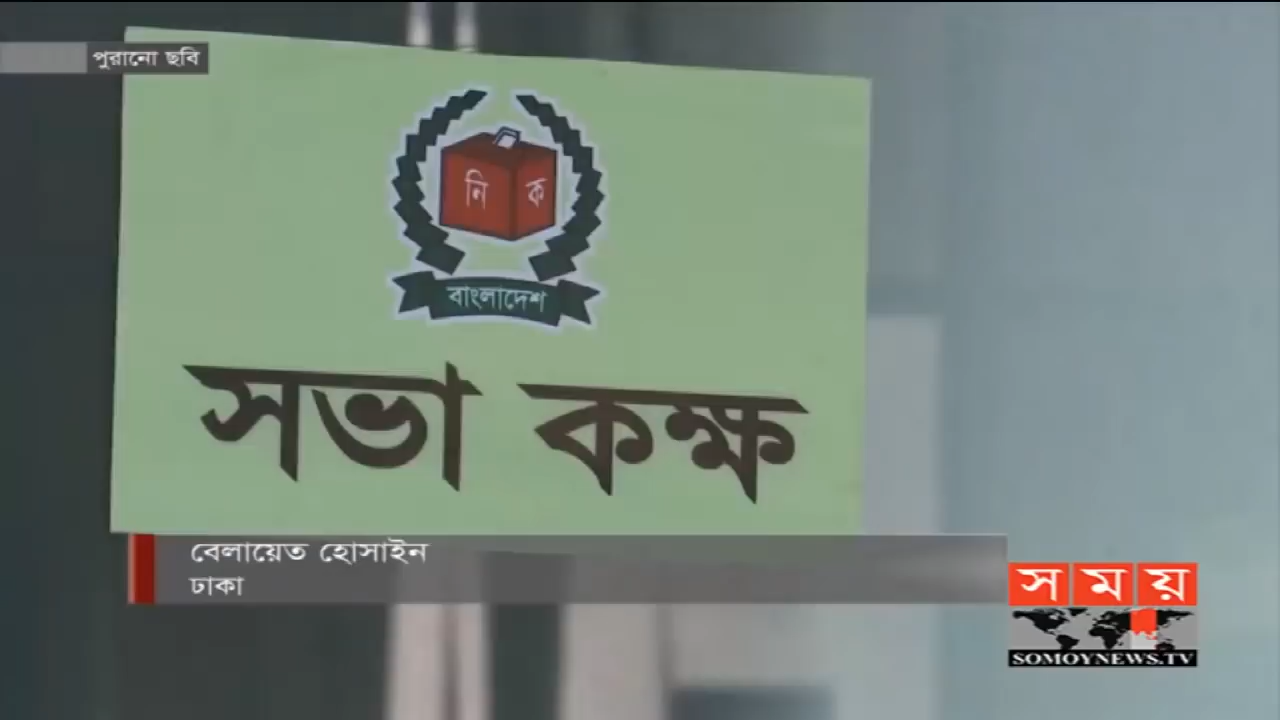 পুরানো ছবি
নি ক
বাংলাদেশ
সভা কক্ষ
বেলায়েত হোসাইন
ঢাকা
সময়
SOMOYNEWS.TV